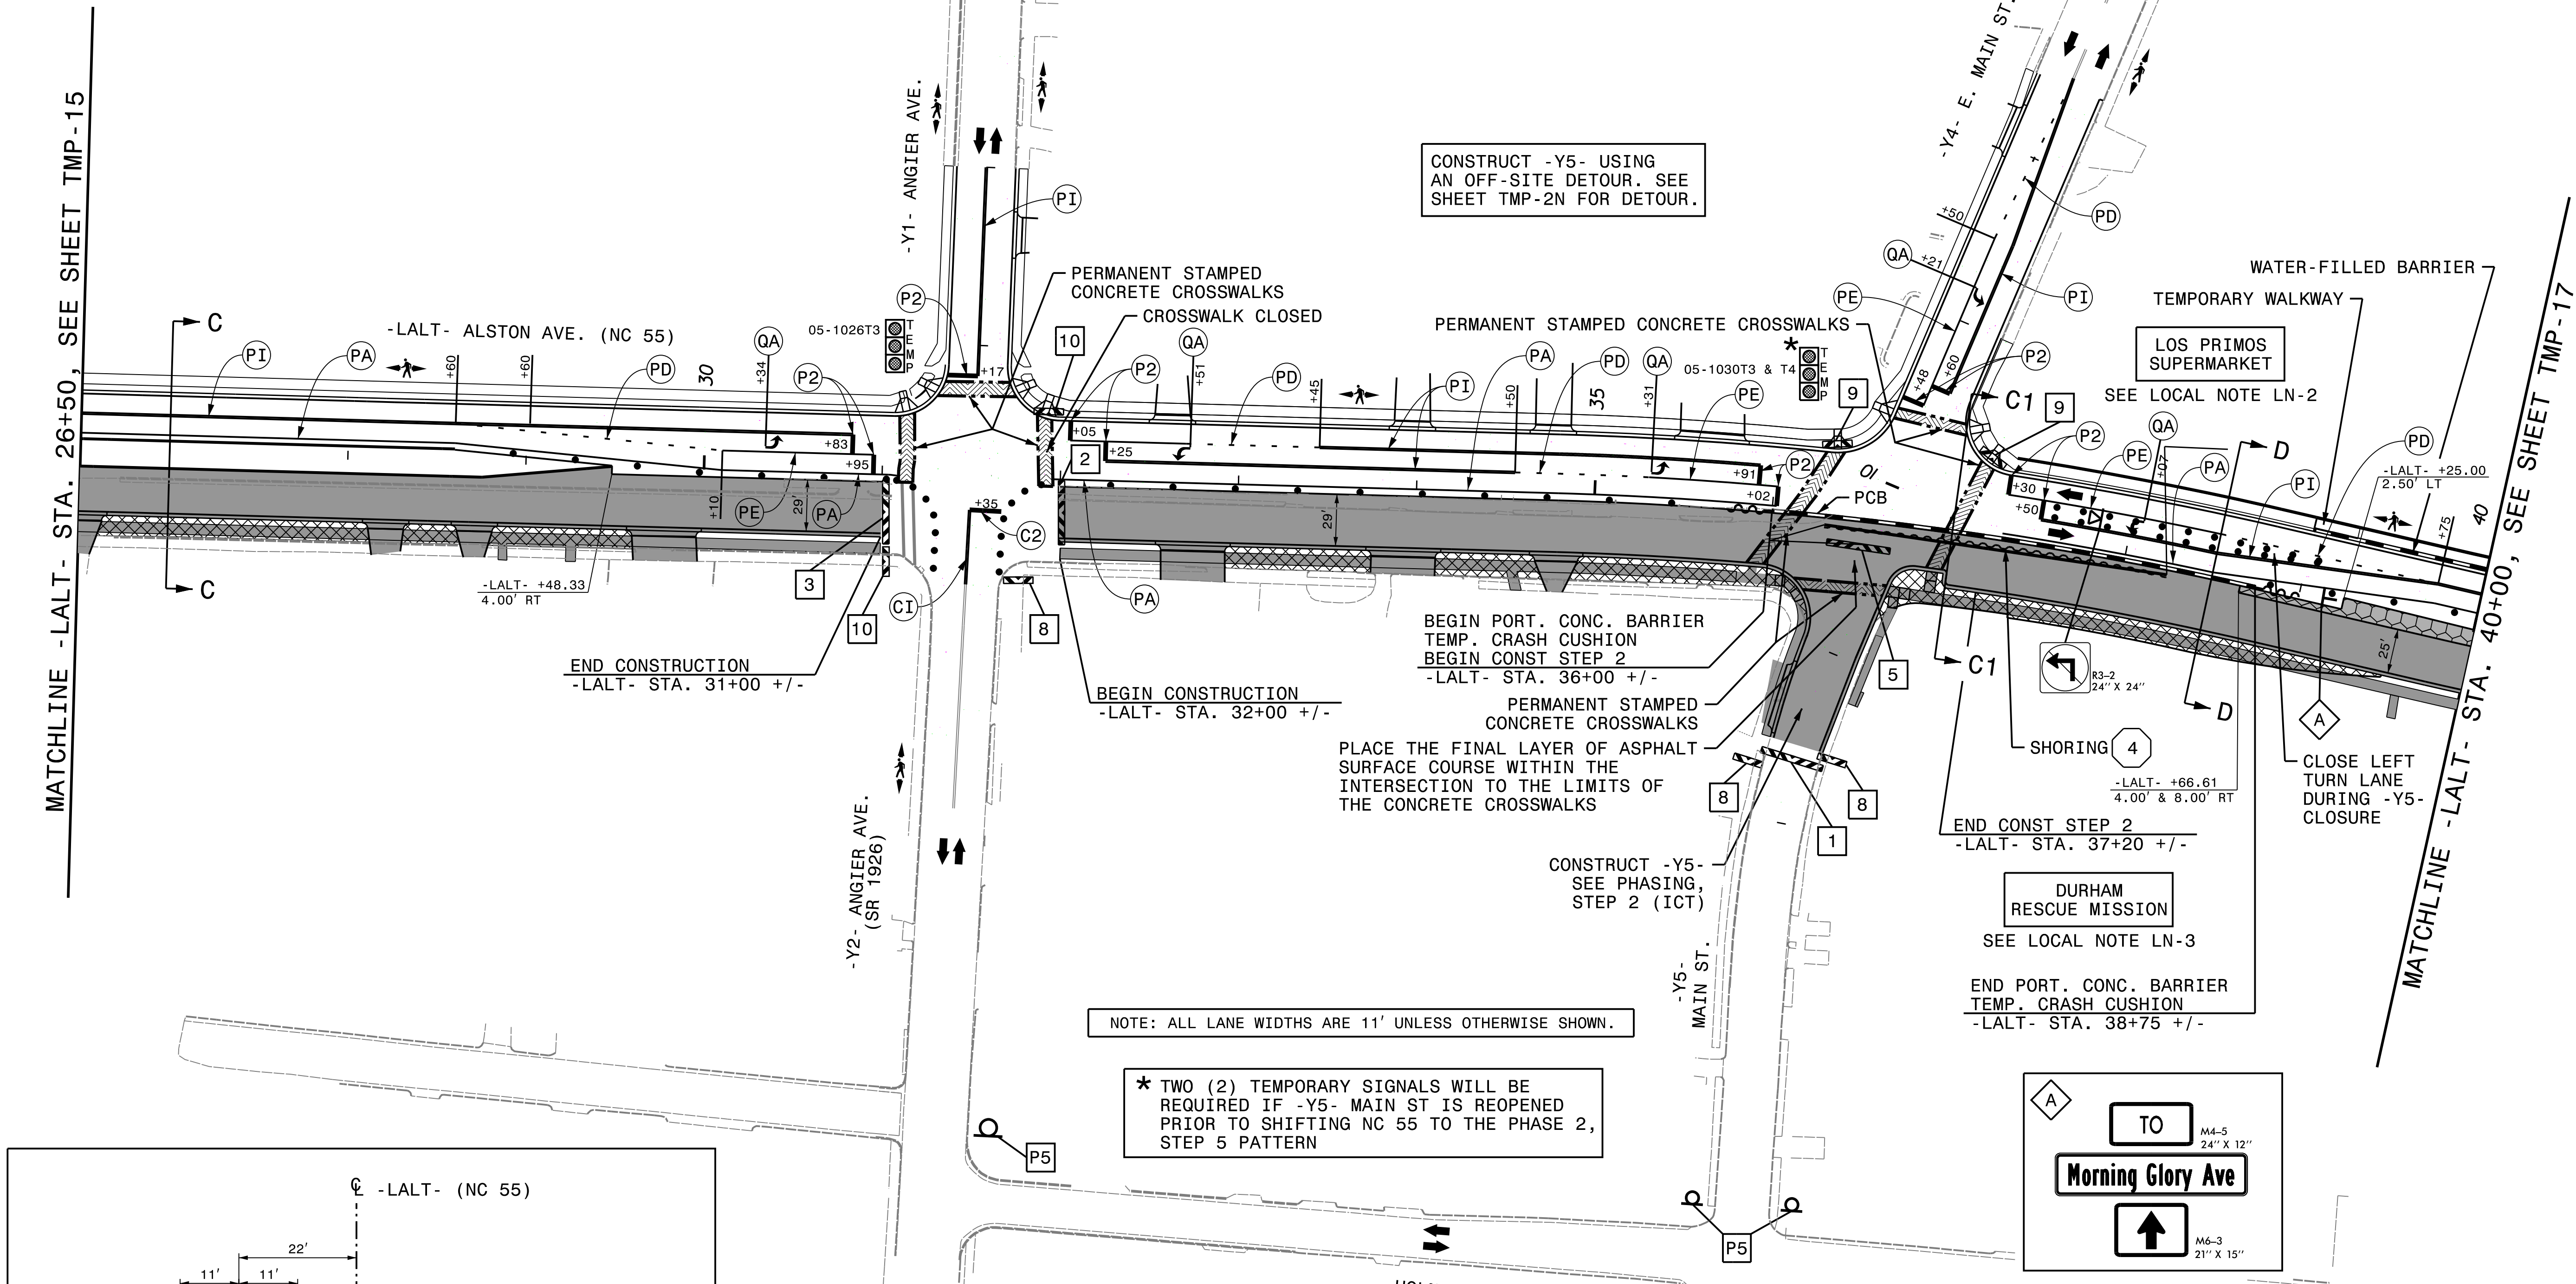 MATCHLINE -LALT- STA. 26+50, SEE SHEET TMP-15
C
C
-LALT- ALSTON AVE. (NC 55)
PI
PA
+60
+60
PD
30
+34
QA
P2
+83
+95
+10
PE
29'
PA
-LALT- +48.33
4.00' RT
3
10
END CONSTRUCTION
-LALT- STA. 31+00 +/-
-Y1- ANGIER AVE.
PI
P2
05-1026T3
TEMP
+17
PERMANENT STAMPED
CONCRETE CROSSWALKS
CROSSWALK CLOSED
10
+05
+25
2
P2
QA
+51
PD
+45
PI
PA
+50
PD
35
+31
QA
PE
+91
+02
P2
+35
C2
CI
8
PA
29'
BEGIN CONSTRUCTION
-LALT- STA. 32+00 +/-
-Y2- ANGIER AVE.
(SR 1926)
CONSTRUCT -Y5- USING
AN OFF-SITE DETOUR. SEE
SHEET TMP-2N FOR DETOUR.
PERMANENT STAMPED CONCRETE CROSSWALKS
*
05-1030T3 & T4
TEMP
9
10
PCB
-Y4- E. MAIN ST.
PD
+50
QA
+21
PE
PI
+48
+60
P2
C1
9
P2
+30
+50
PE
QA
+07
PA
PI
PD
D
WATER-FILLED BARRIER
TEMPORARY WALKWAY
LOS PRIMOS
SUPERMARKET
SEE LOCAL NOTE LN-2
-LALT- +25.00
2.50' LT
+75
40
25'
MATCHLINE -LALT- STA. 40+00, SEE SHEET TMP-17
BEGIN PORT. CONC. BARRIER
TEMP. CRASH CUSHION
BEGIN CONST STEP 2
-LALT- STA. 36+00 +/-
PERMANENT STAMPED
CONCRETE CROSSWALKS
PLACE THE FINAL LAYER OF ASPHALT
SURFACE COURSE WITHIN THE
INTERSECTION TO THE LIMITS OF
THE CONCRETE CROSSWALKS
5
C1
8
1
8
R3-2
24" X 24"
D
A
SHORING
4
-LALT- +66.61
4.00' & 8.00' RT
CLOSE LEFT
TURN LANE
DURING -Y5-
CLOSURE
END CONST STEP 2
-LALT- STA. 37+20 +/-
CONSTRUCT -Y5-
SEE PHASING,
STEP 2 (ICT)
DURHAM
RESCUE MISSION
SEE LOCAL NOTE LN-3
-Y5-
MAIN ST.
END PORT. CONC. BARRIER
TEMP. CRASH CUSHION
-LALT- STA. 38+75 +/-
NOTE: ALL LANE WIDTHS ARE 11' UNLESS OTHERWISE SHOWN.
* TWO (2) TEMPORARY SIGNALS WILL BE
REQUIRED IF -Y5- MAIN ST IS REOPENED
PRIOR TO SHIFTING NC 55 TO THE PHASE 2,
STEP 5 PATTERN
P5
P5
A
TO
M4-5
24" X 12"
Morning Glory Ave
M6-3
21" X 15"
℄ -LALT- (NC 55)
22'
11'
11'